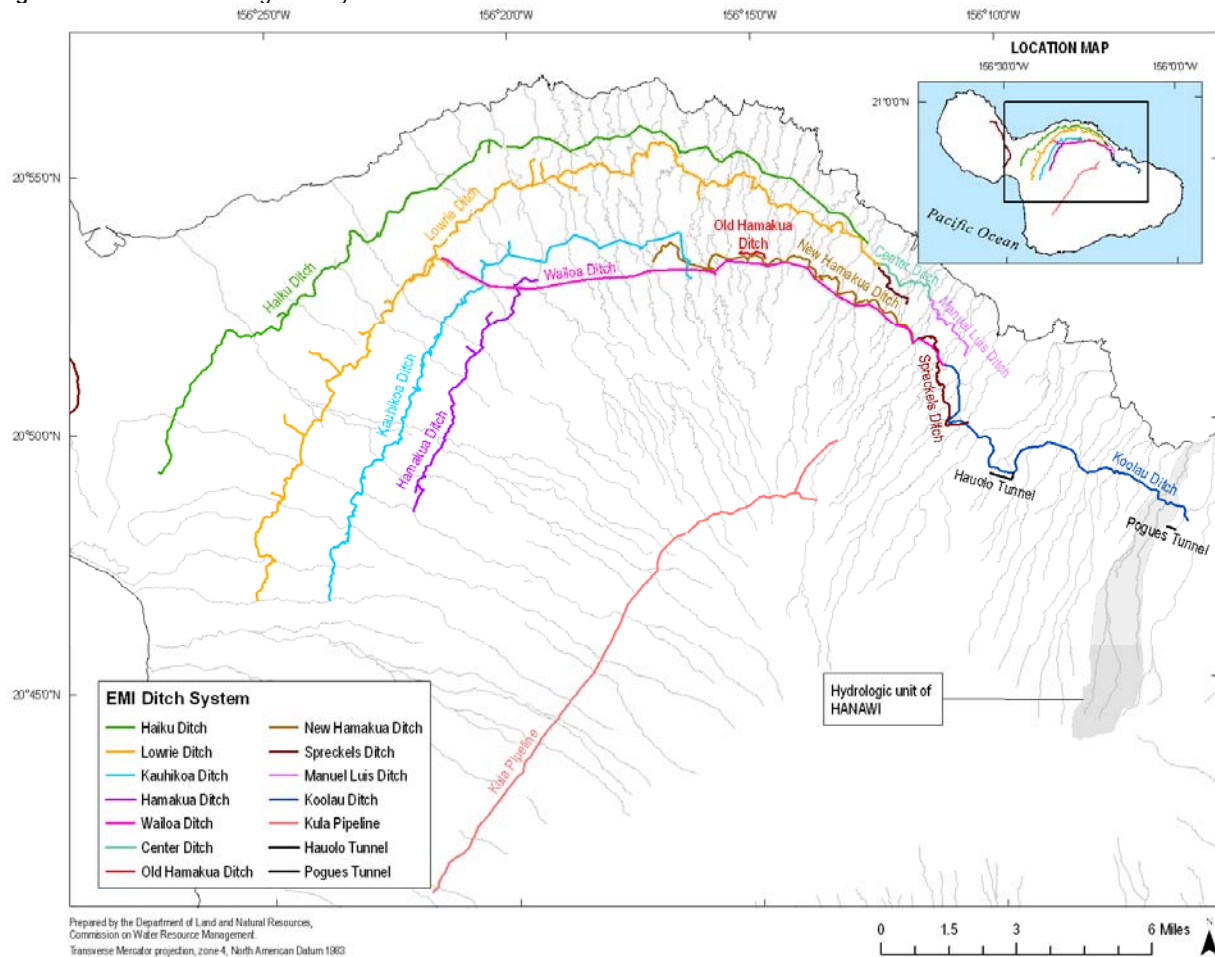 156°25'0"W
156°20'0"W
156°15'0"W
156°10'0"W
LOCATION MAP
156°30'0"W
156°0'0"W
21°0'0"N
Pacific Ocean
20°55'0"N
20°50'0"N
20°45'0"N
Haiku Ditch
Lowrie Ditch
Kauhikoa Ditch
Hamakua Ditch
Wailoa Ditch
Old Hamakua
Ditch
New Hamakua Ditch
Center Ditch
Manuel Luis Ditch
Spreckels Ditch
Koolau Ditch
Hauolo Tunnel
Pogues Tunnel
Kula Pipeline
Hydrologic unit of
HANAWI
EMI Ditch System
Haiku Ditch
Lowrie Ditch
Kauhikoa Ditch
Hamakua Ditch
Wailoa Ditch
Center Ditch
Old Hamakua Ditch
New Hamakua Ditch
Spreckels Ditch
Manuel Luis Ditch
Koolau Ditch
Kula Pipeline
Hauolo Tunnel
Pogues Tunnel
Prepared by the Department of Land and Natural Resources,
Commission on Water Resource Management.
Transverse Mercator projection, zone 4, North American Datum 1983
0 1.5 3 6 Miles
N